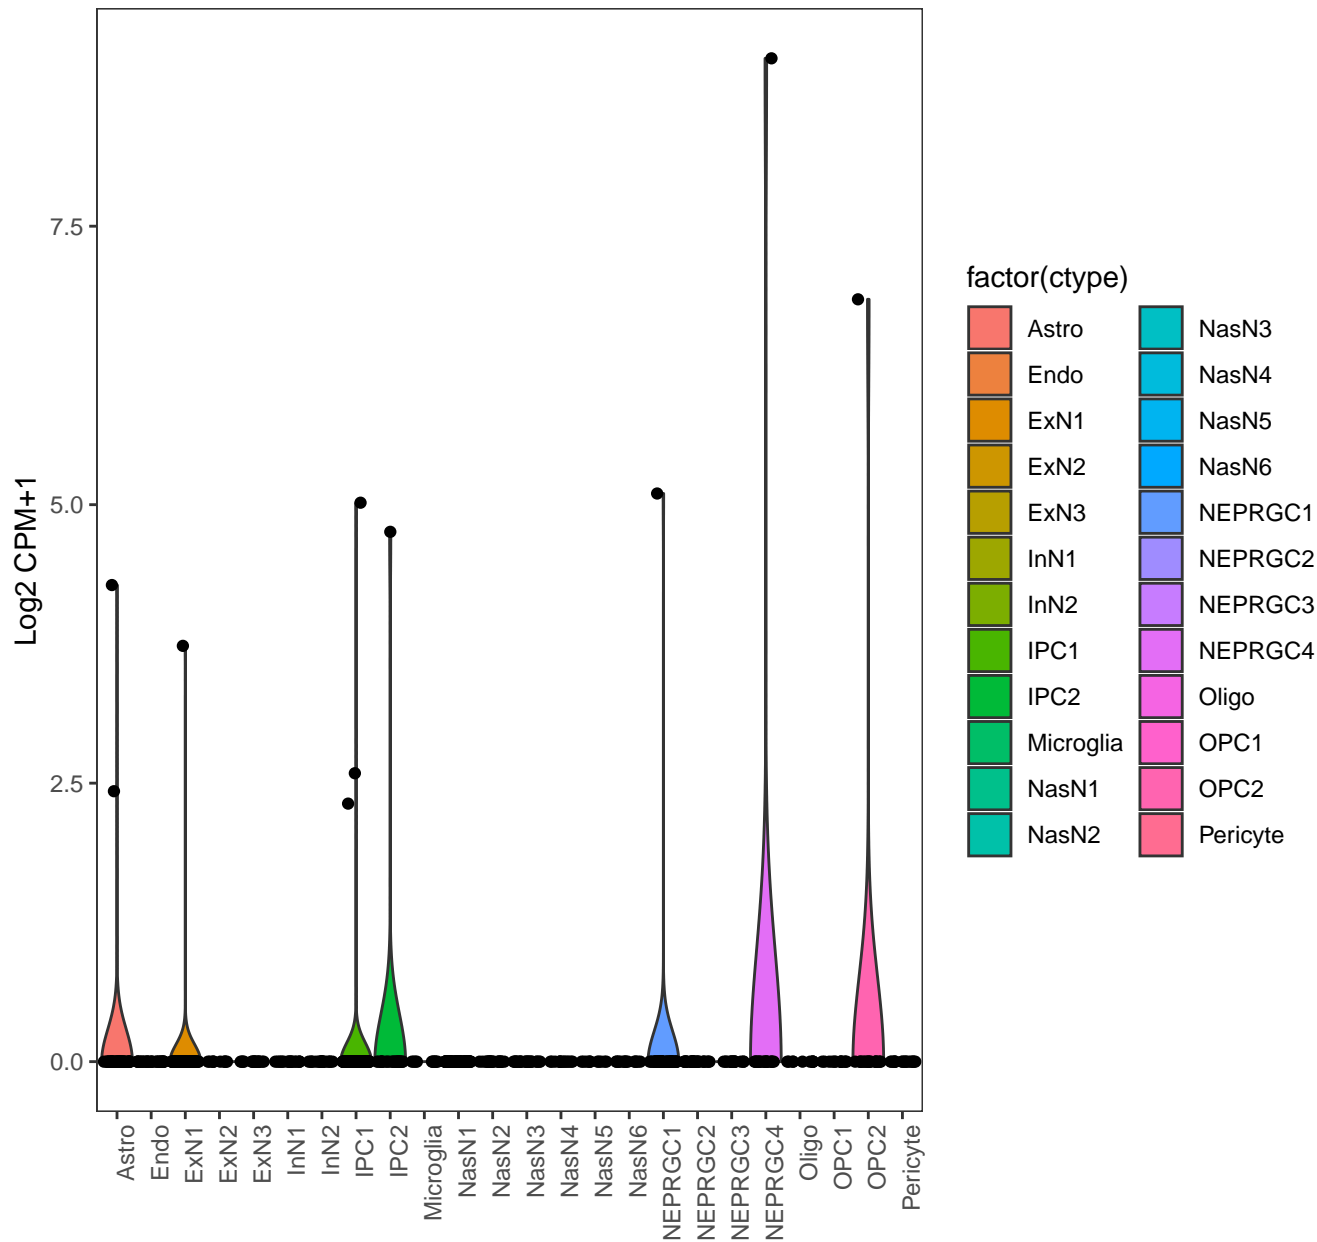 Log2 CPM+1
7.5
5.0
2.5
0.0
Astro
Endo
ExN1
ExN2
ExN3
InN1
InN2
IPC1
IPC2
Microglia
NasN1
NasN2
NasN3
NasN4
NasN5
NasN6
NEPRGC1
NEPRGC2
NEPRGC3
NEPRGC4
Oligo
OPC1
OPC2
Pericyte
factor(ctype)
Astro
Endo
ExN1
ExN2
ExN3
InN1
InN2
IPC1
IPC2
Microglia
NasN1
NasN2
NasN3
NasN4
NasN5
NasN6
NEPRGC1
NEPRGC2
NEPRGC3
NEPRGC4
Oligo
OPC1
OPC2
Pericyte